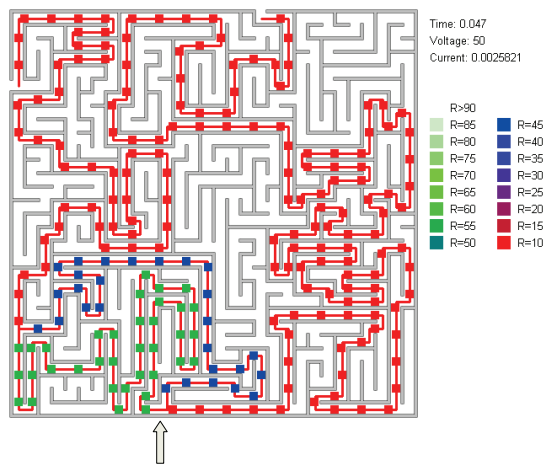 Time: 0.047
Voltage: 50
Current: 0.0025821
R>90
R=85
R=80
R=75
R=70
R=65
R=60
R=55
R=50
R=45
R=40
R=35
R=30
R=25
R=20
R=15
R=10